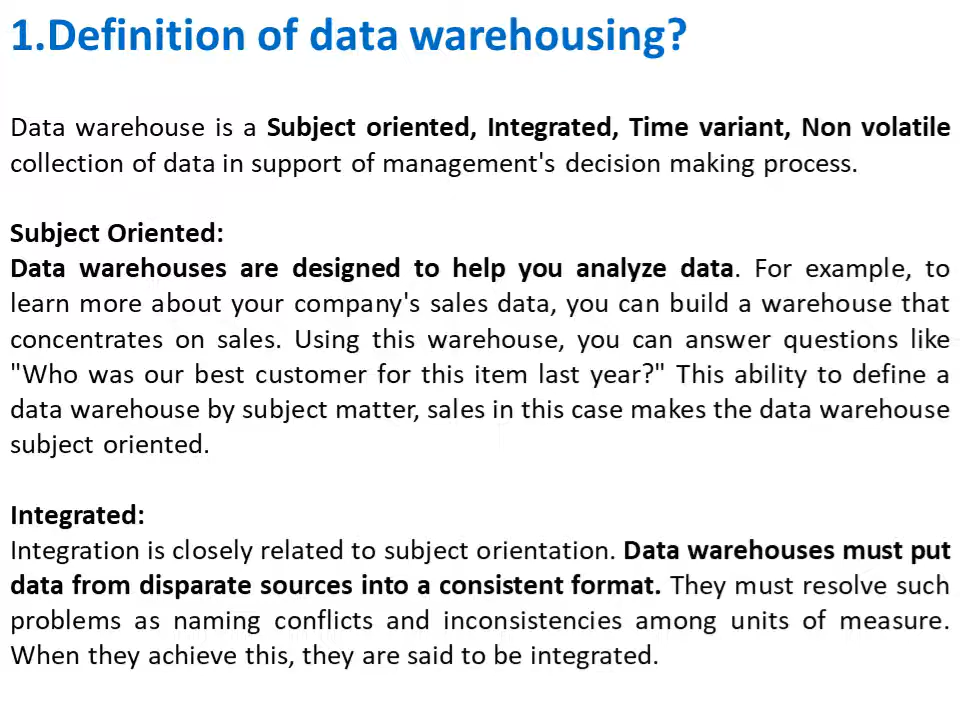 1.Definition of data warehousing?
Data warehouse is a Subject oriented, Integrated, Time variant, Non volatile
collection of data in support of management's decision making process.
Subject Oriented:
Data warehouses are designed to help you analyze data. For example, to
learn more about your company's sales data, you can build a warehouse that
concentrates on sales. Using this warehouse, you can answer questions like
"Who was our best customer for this item last year?" This ability to define a
data warehouse by subject matter, sales in this case makes the data warehouse
subject oriented.
Integrated:
Integration is closely related to subject orientation. Data warehouses must put
data from disparate sources into a consistent format. They must resolve such
problems as naming conflicts and inconsistencies among units of measure.
When they achieve this, they are said to be integrated.